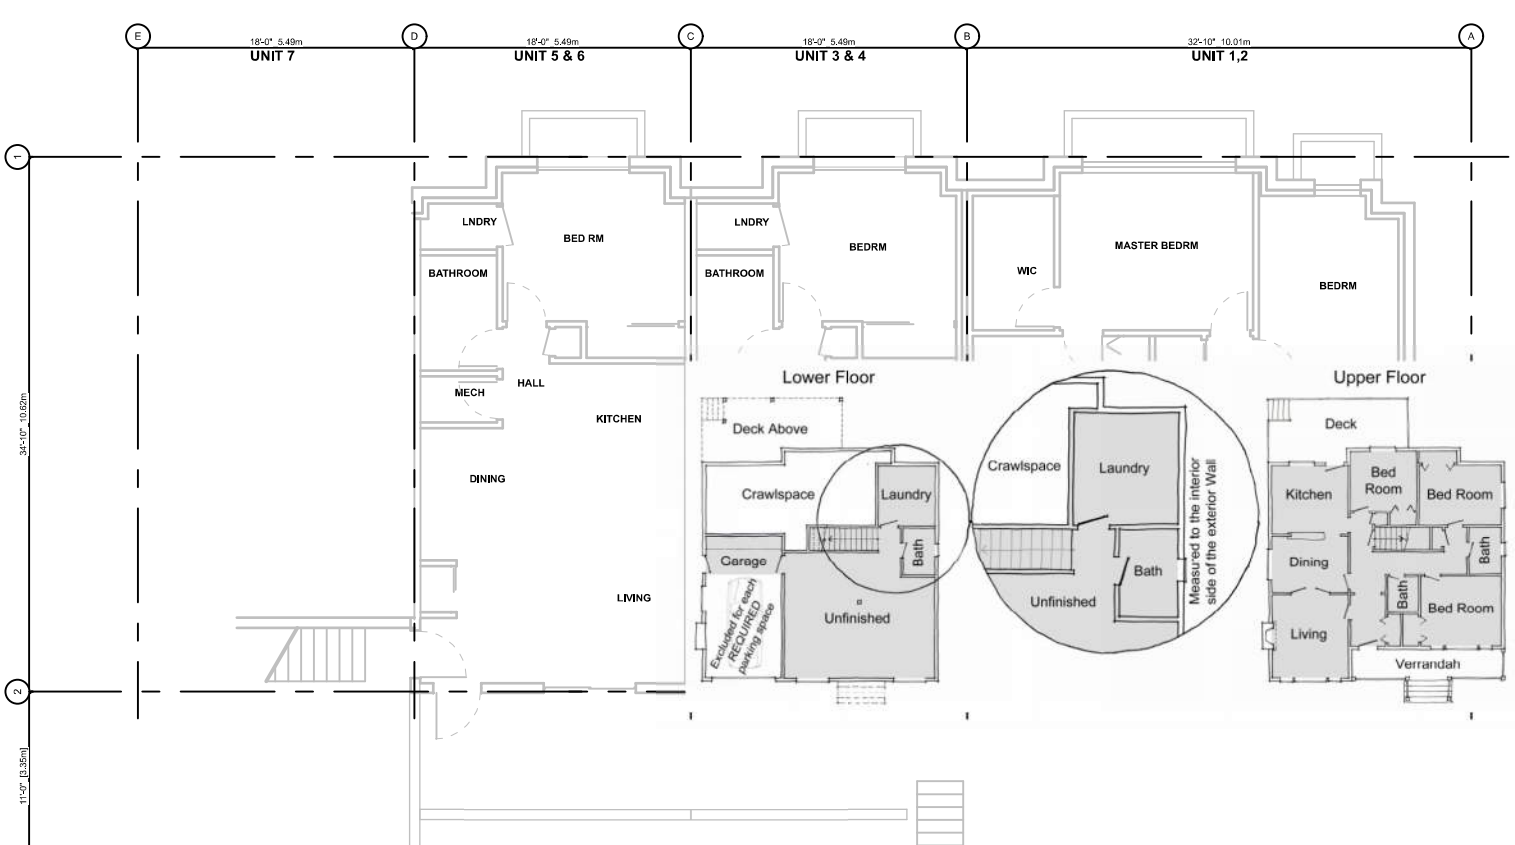 E
D
C
B
A
18'-0" 5.49m
18'-0" 5.49m
18'-0" 5.49m
32'-10" 10.01m
UNIT 7
UNIT 5 & 6
UNIT 3 & 4
UNIT 1,2
1
LNDRY
BED RM
LNDRY
BEDRM
MASTER BEDRM
WIC
BEDRM
BATHROOM
BATHROOM
HALL
MECH
KITCHEN
DINING
LIVING
34'-10" 10.62m
2
11'-0" [3.35m]
Lower Floor
Deck Above
Crawlspace
Laundry
Garage
Bath
Unfinished
Excluded for each
REQUIRED
parking space
Crawlspace
Laundry
Bath
Unfinished
Measured to the interior
side of the exterior Wall
Upper Floor
Deck
Kitchen
Bed
Room
Bed Room
Dining
Bath
Bath
Bed Room
Living
Verrandah